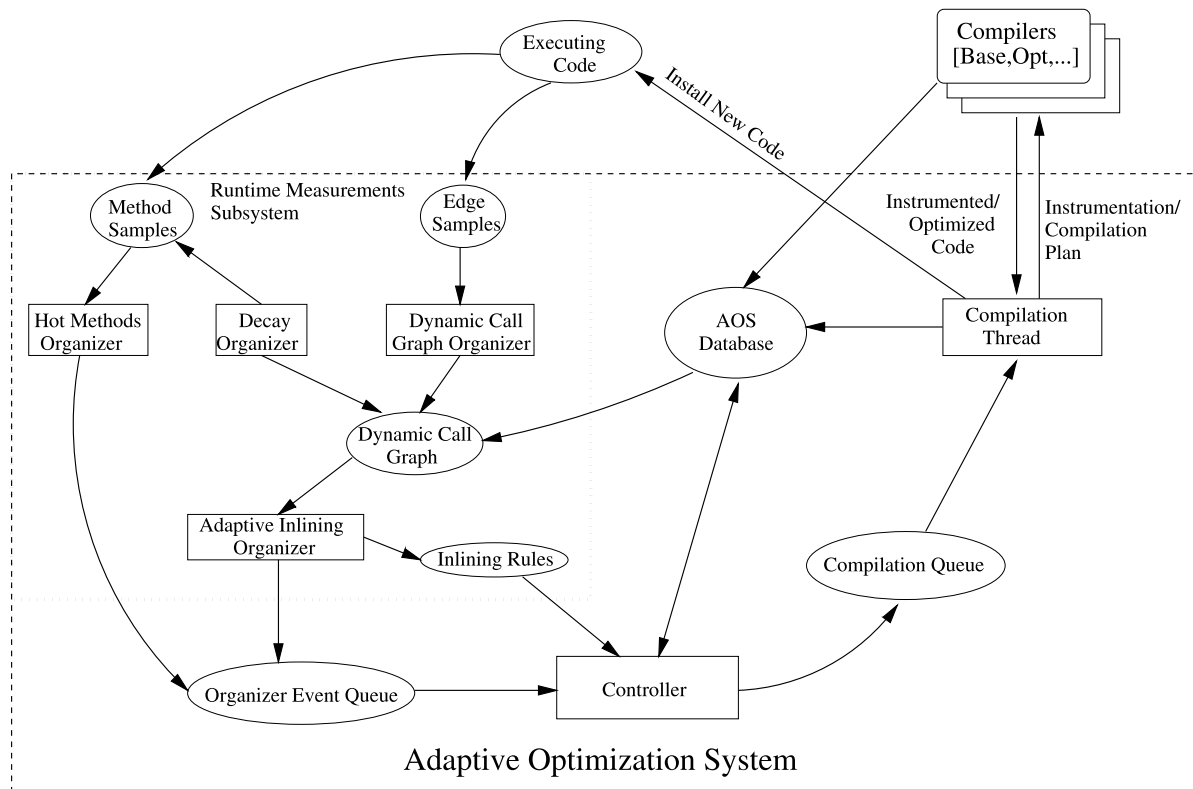 Executing
Code
Compilers
[Base,Opt,...]
Install New Code
Runtime Measurements
Subsystem
Method
Samples
Edge
Samples
Instrumented/
Optimized
Code
Instrumentation/
Compilation
Plan
Hot Methods
Organizer
Decay
Organizer
Dynamic Call
Graph Organizer
AOS
Database
Compilation
Thread
Dynamic Call
Graph
Adaptive Inlining
Organizer
Inlining Rules
Compilation Queue
Organizer Event Queue
Controller
Adaptive Optimization System